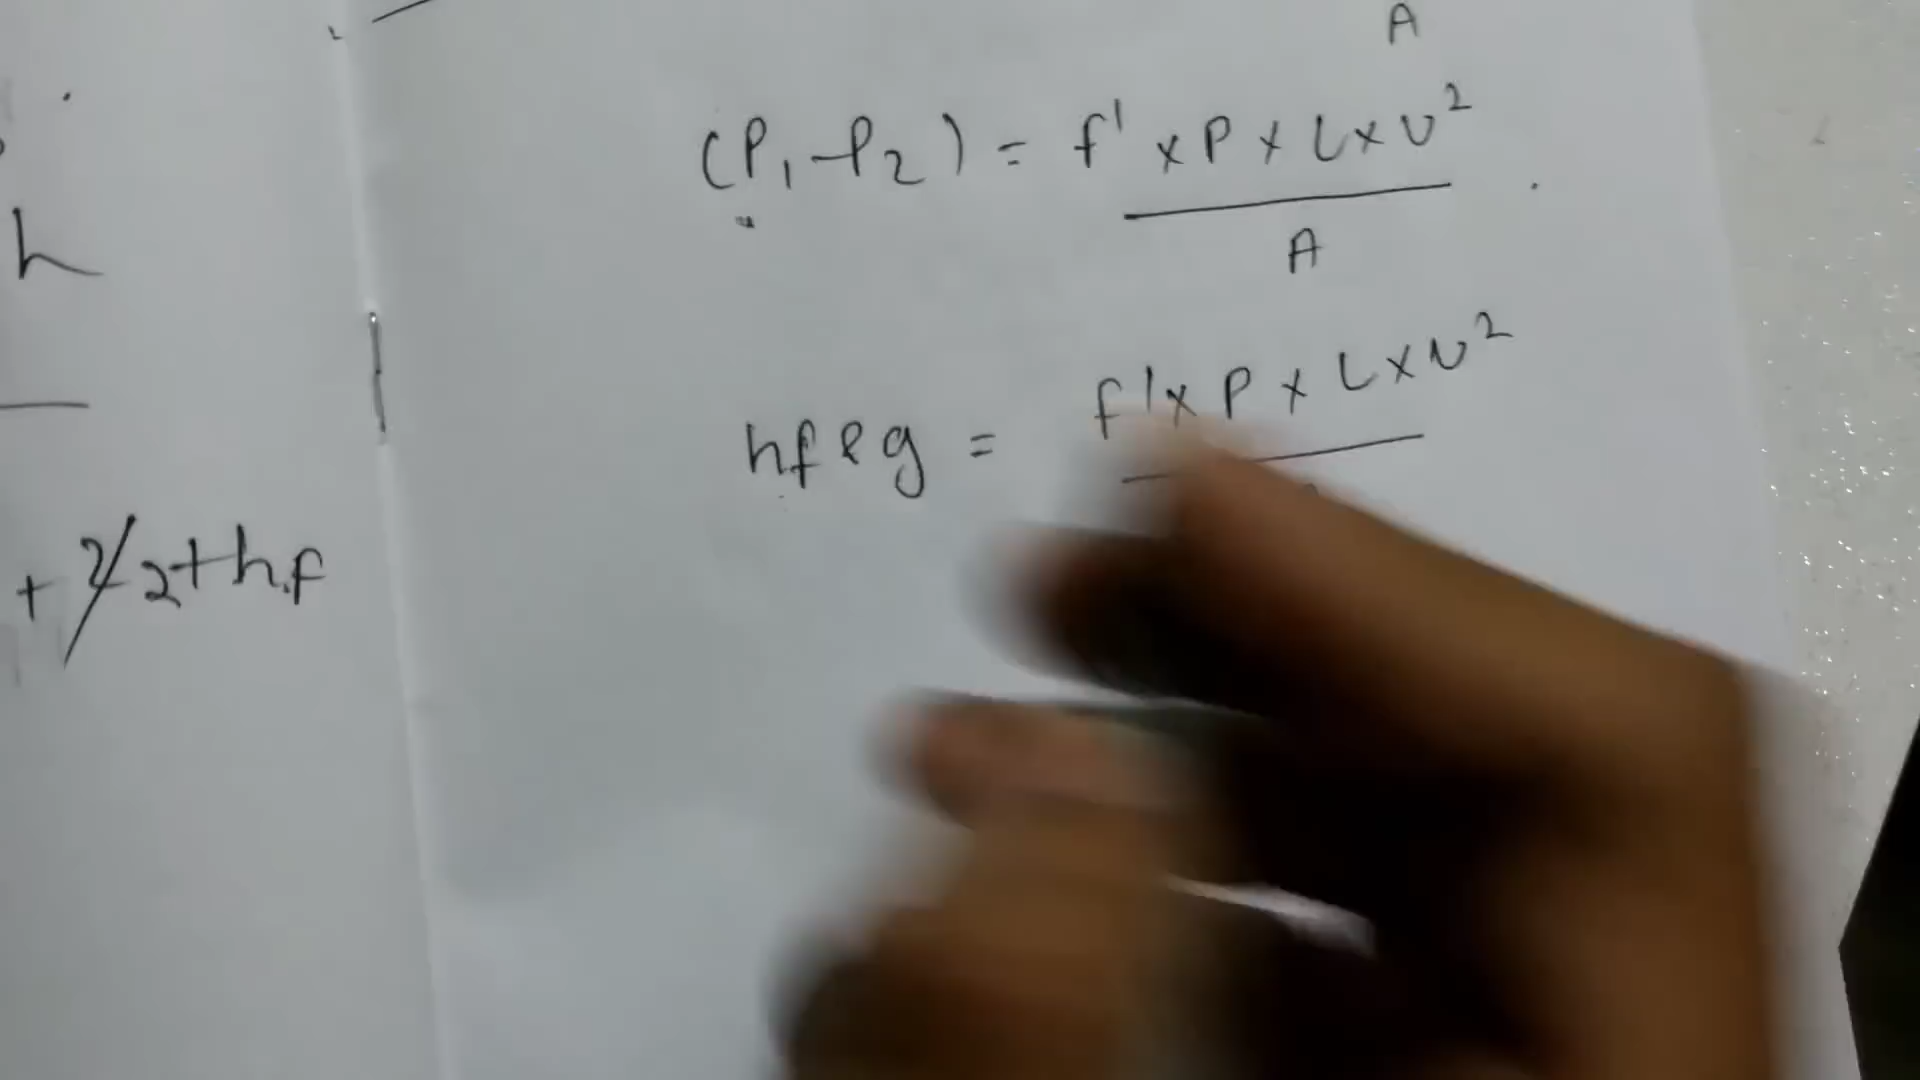 h
+ z/2 + hf
A
(P₁-P₂) = f' x P x L x V²
A
hfρg = f' x P x L x V²